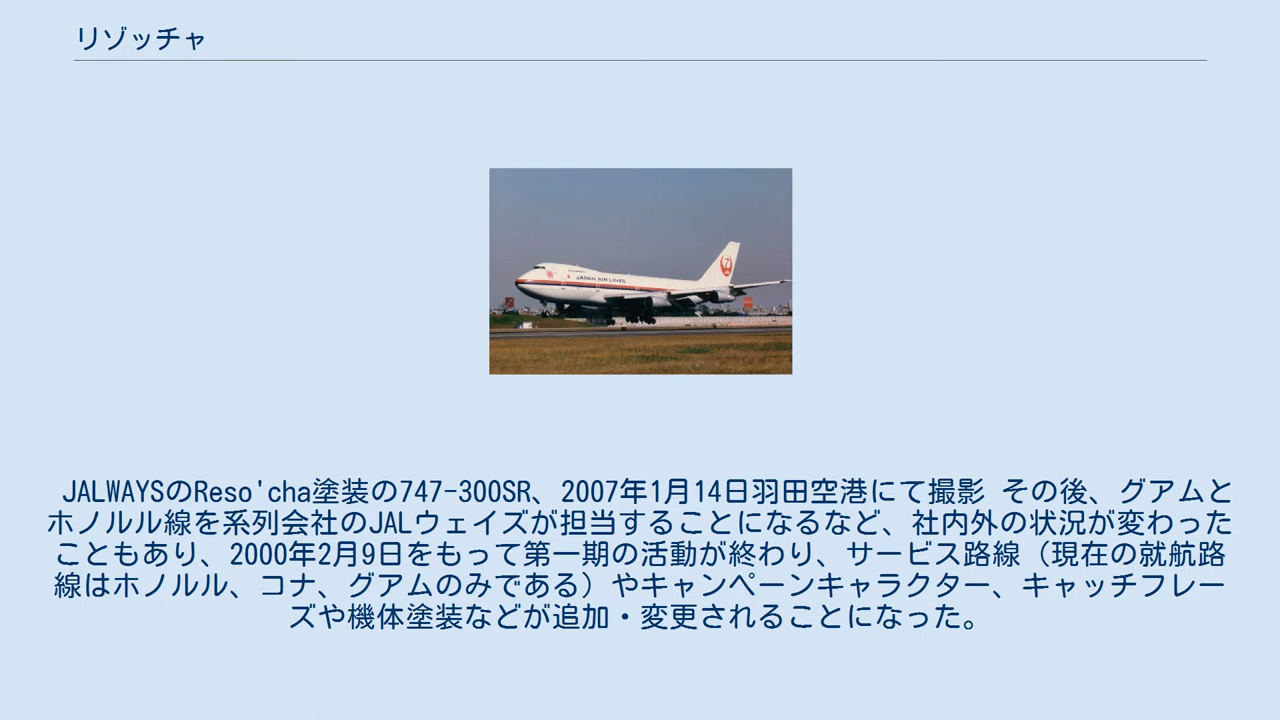 リゾッチャ
JAPAN AIR LINES
JALWAYSのReso'cha塗装の747-300SR、2007年1月14日羽田空港にて撮影 その後、グアムと
ホノルル線を系列会社のJALウェイズが担当することになるなど、社内外の状況が変わった
こともあり、2000年2月9日をもって第一期の活動が終わり、サービス路線（現在の就航路
線はホノルル、コナ、グアムのみである）やキャンペーンキャラクター、キャッチフレー
ズや機体塗装などが追加・変更されることになった。